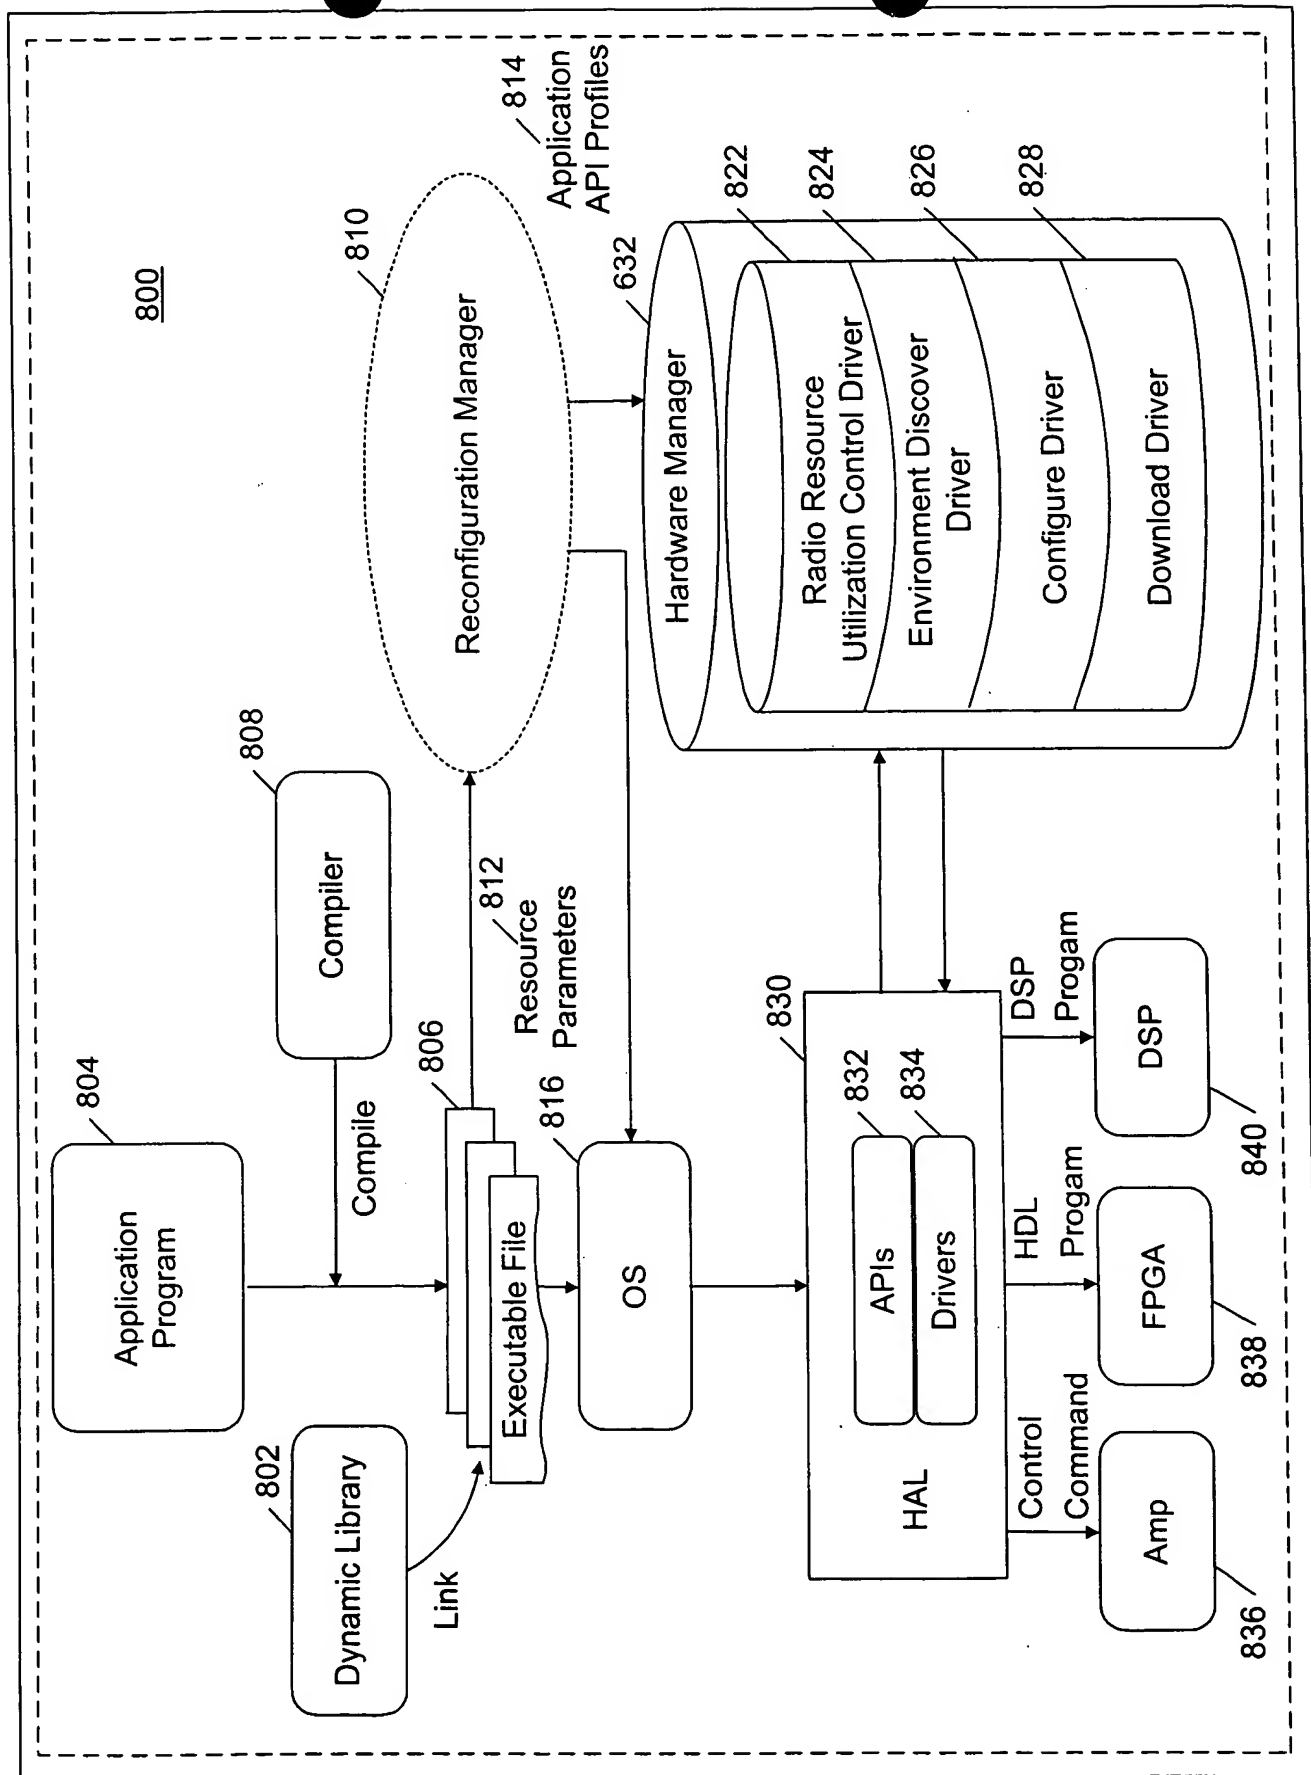 800
804
Application
Program
808
Compiler
Compile
802
Dynamic Library
Link
806
Executable File
812
Resource
Parameters
810
Reconfiguration Manager
814
Application
API Profiles
816
OS
632
Hardware Manager
822
Radio Resource
Utilization Control Driver
824
Environment Discover
Driver
826
Configure Driver
828
Download Driver
830
HAL
832
APIs
834
Drivers
Control
Command
HDL
Progam
DSP
Progam
Amp
836
FPGA
838
DSP
840